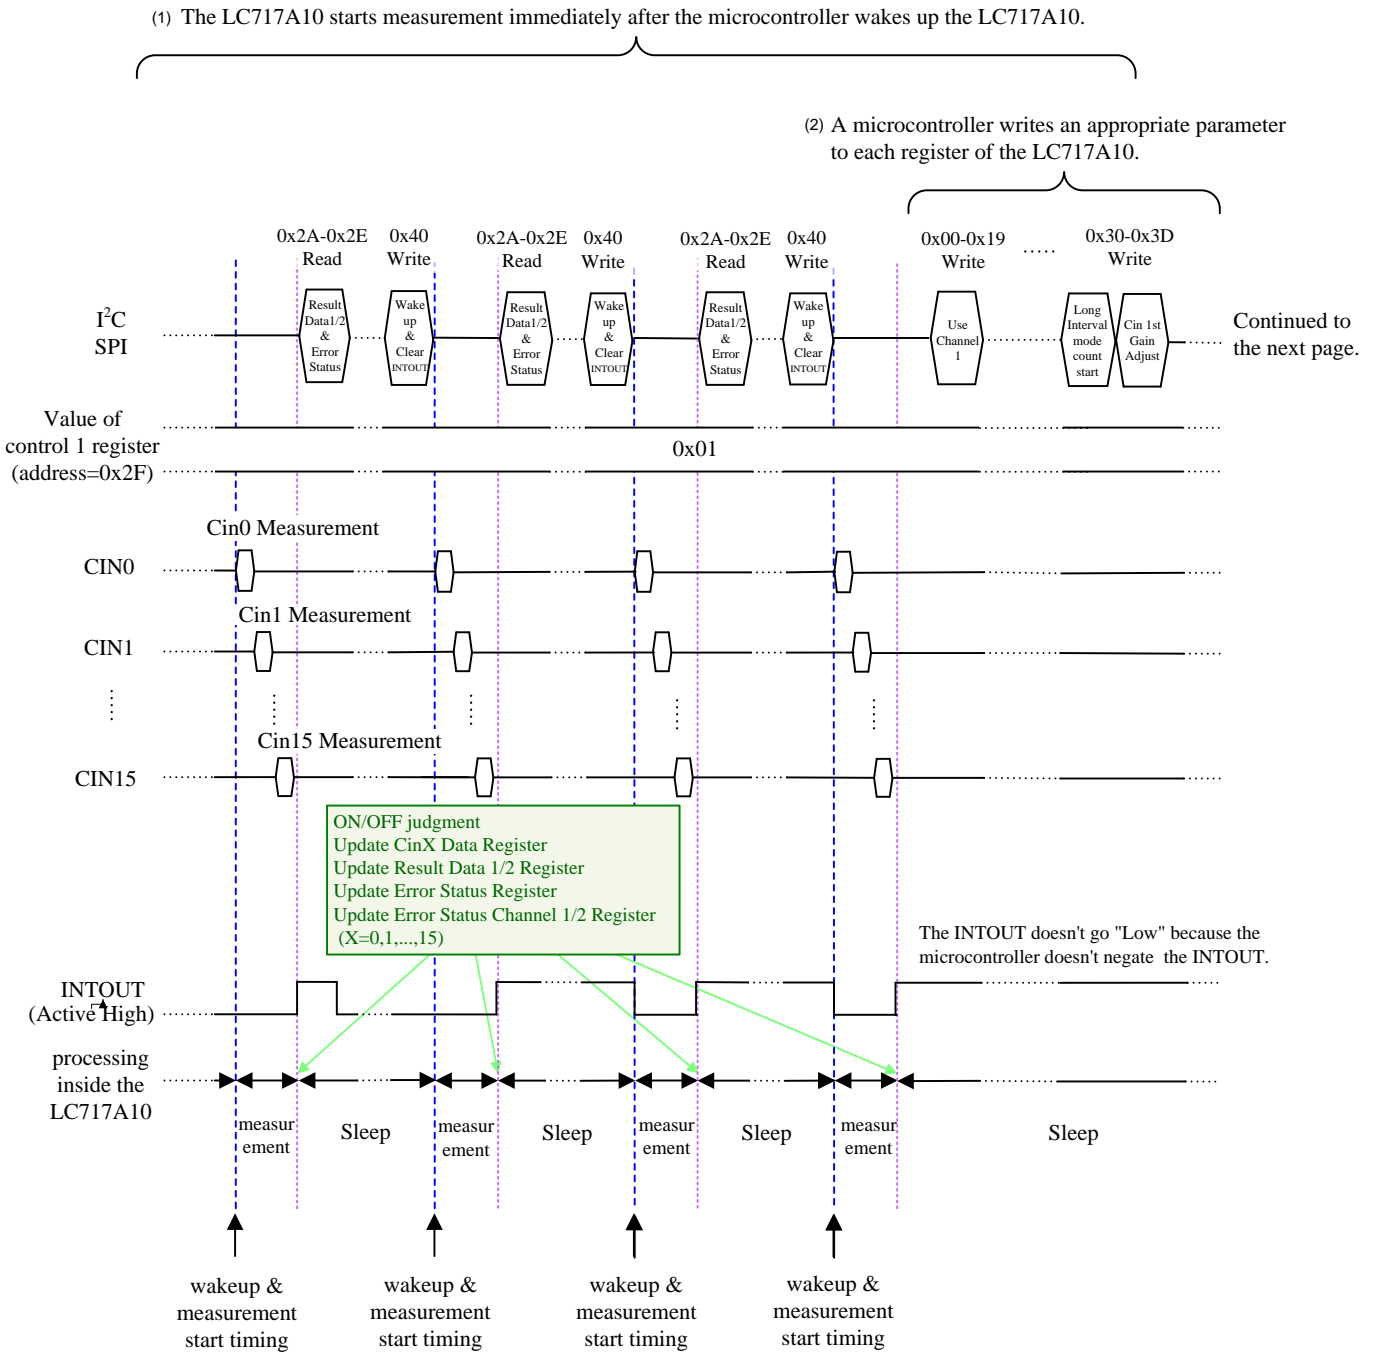 (1) The LC717A10 starts measurement immediately after the microcontroller wakes up the LC717A10.
(2) A microcontroller writes an appropriate parameter
to each register of the LC717A10.
0x2A-0x2E
Read
0x40
Write
0x2A-0x2E
Read
0x40
Write
0x2A-0x2E
Read
0x40
Write
0x00-0x19
Write
.....
0x30-0x3D
Write
I²C
SPI
Result
Data1/2
&
Error
Status
Wake
up
&
Clear
INTOUT
Result
Data1/2
&
Error
Status
Wake
up
&
Clear
INTOUT
Result
Data1/2
&
Error
Status
Wake
up
&
Clear
INTOUT
Use
Channel
1
Long
Interval
mode
count
start
Cin 1st
Gain
Adjust
Continued to
the next page.
Value of
control 1 register
(address=0x2F)
0x01
Cin0 Measurement
CIN0
Cin1 Measurement
CIN1
Cin15 Measurement
CIN15
ON/OFF judgment
Update CinX Data Register
Update Result Data 1/2 Register
Update Error Status Register
Update Error Status Channel 1/2 Register
(X=0,1,...,15)
The INTOUT doesn't go "Low" because the
microcontroller doesn't negate the INTOUT.
INTOUT
(Active High)
processing
inside the
LC717A10
measur
ement
Sleep
measur
ement
Sleep
measur
ement
Sleep
measur
ement
Sleep
wakeup &
measurement
start timing
wakeup &
measurement
start timing
wakeup &
measurement
start timing
wakeup &
measurement
start timing